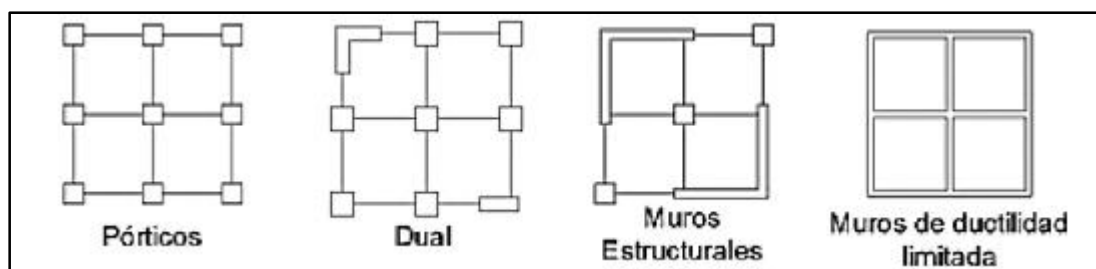 Pórticos
Dual
Muros
Estructurales
Muros de ductilidad
limitada